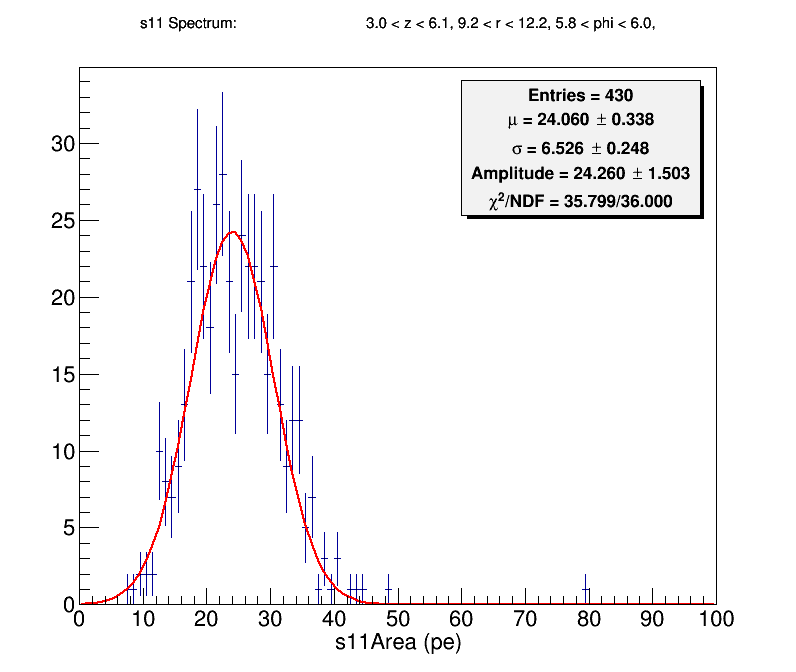 s11 Spectrum: 3.0 < z < 6.1, 9.2 < r < 12.2, 5.8 < phi < 6.0,
Entries = 430
μ = 24.060 ± 0.338
σ = 6.526 ± 0.248
Amplitude = 24.260 ± 1.503
χ²/NDF = 35.799/36.000
30
25
20
15
10
5
0
0 10 20 30 40 50 60 70 80 90 100
s11Area (pe)